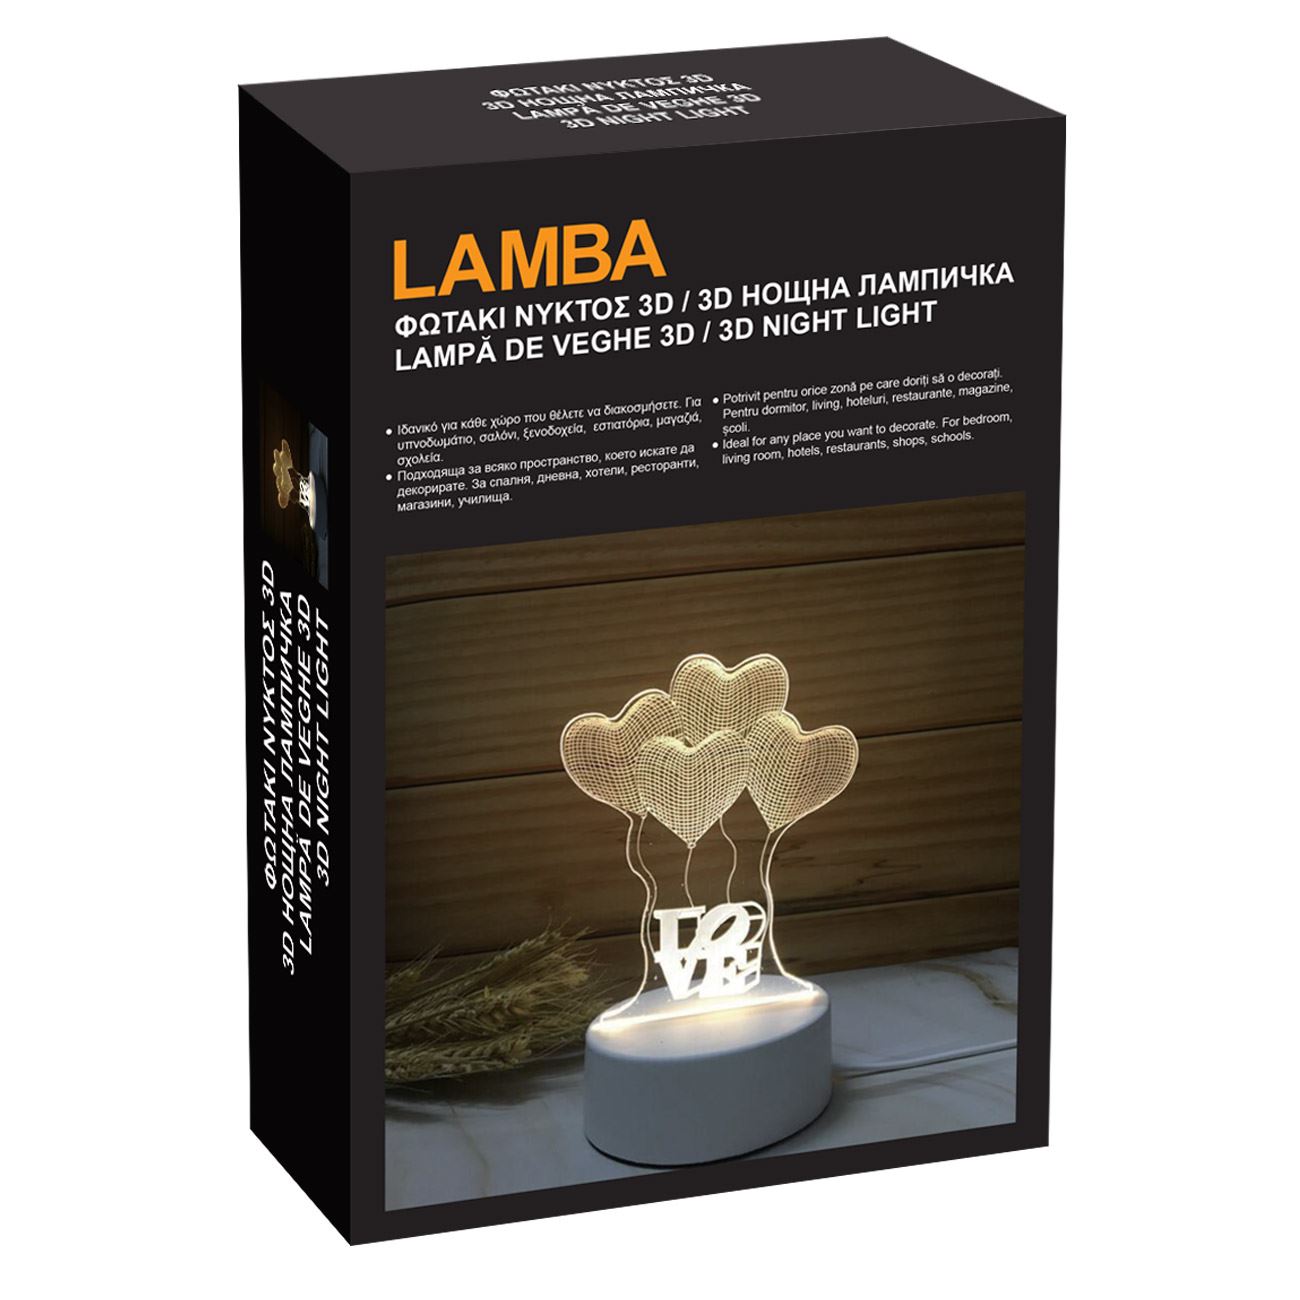 ΦΩΤΑΚΙ ΝΥΚΤΟΣ 3D
3D НОЩНА ЛАМПИЧКА
LAMPĂ DE VEGHE 3D
3D NIGHT LIGHT
LAMBA
ΦΩΤΑΚΙ ΝΥΚΤΟΣ 3D / 3D НОЩНА ЛАМПИЧКА
LAMPĂ DE VEGHE 3D / 3D NIGHT LIGHT
● Ιδανικό για κάθε χώρο που θέλετε να διακοσμήσετε. Για
υπνοδωμάτιο, σαλόνι, ξενοδοχεία, εστιατόρια, μαγαζιά,
σχολεία.
● Подходяща за всяко пространство, което искате да
декорирате. За спалня, дневна, хотели, ресторанти,
магазини, училища.
● Potrivit pentru orice zonă pe care doriți să o decorați.
Pentru dormitor, living, hoteluri, restaurante, magazine,
școli.
● Ideal for any place you want to decorate. For bedroom,
living room, hotels, restaurants, shops, schools.
LOVE
LO
VE
ΦΩΤΑΚΙ ΝΥΚΤΟΣ 3D
3D НОЩНА ЛАМПИЧКА
LAMPĂ DE VEGHE 3D
3D NIGHT LIGHT